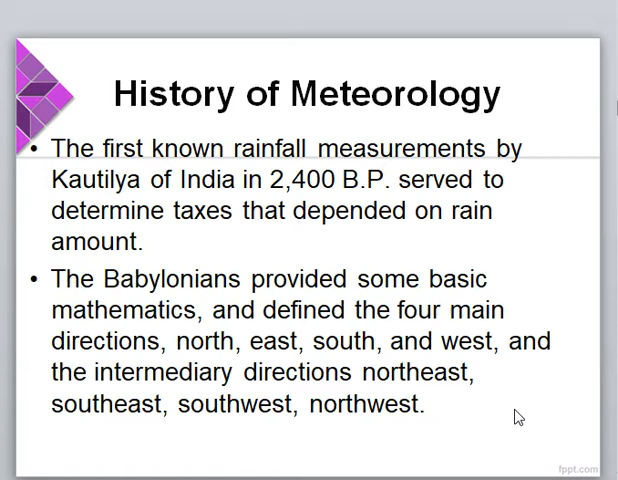 History of Meteorology
• The first known rainfall measurements by
Kautilya of India in 2,400 B.P. served to
determine taxes that depended on rain
amount.
• The Babylonians provided some basic
mathematics, and defined the four main
directions, north, east, south, and west, and
the intermediary directions northeast,
southeast, southwest, northwest.
fppt.com